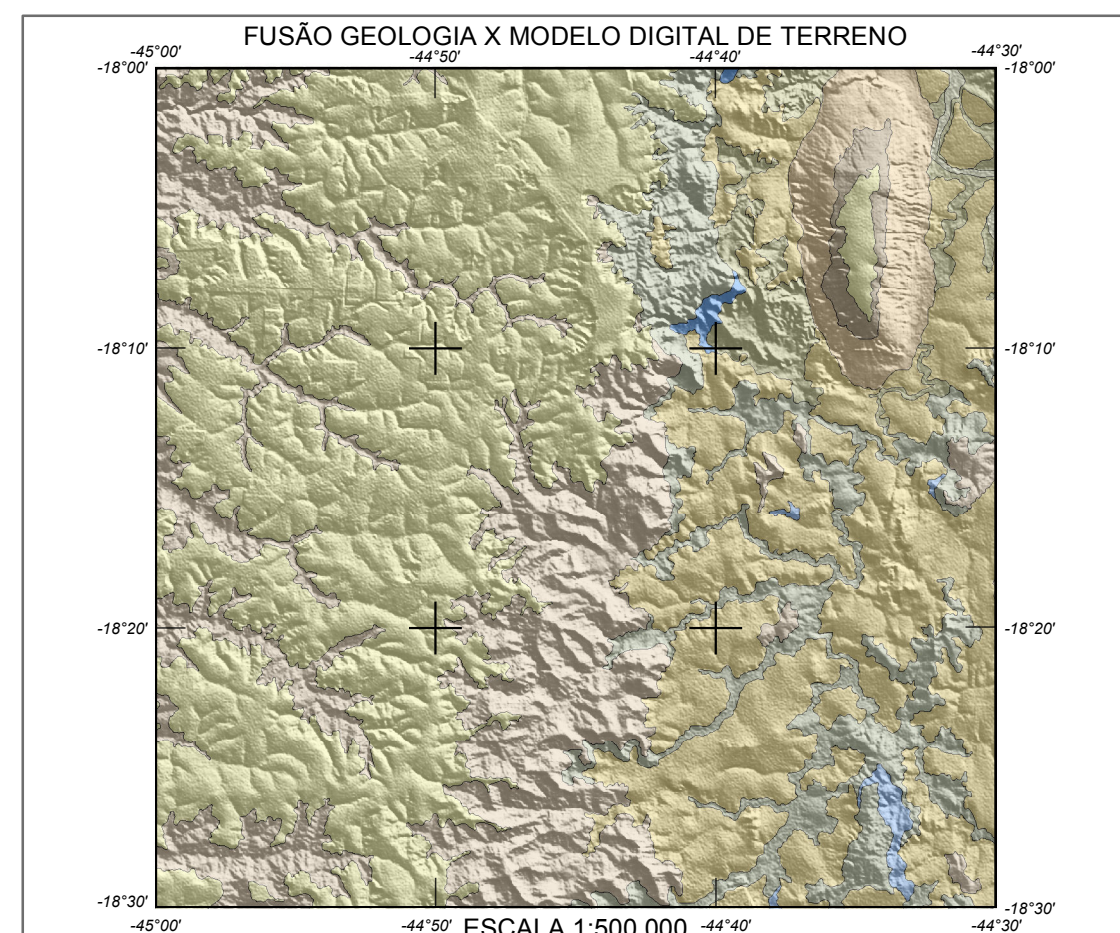 FUSÃO GEOLOGIA X MODELO DIGITAL DE TERRENO
-45°00' -44°50' -44°40' -44°30'
-18°00' -18°00'
-18°10' -18°10'
-18°20' -18°20'
-18°30' -18°30'
-45°00' -44°50' ESCALA 1:500.000 -44°40' -44°30'